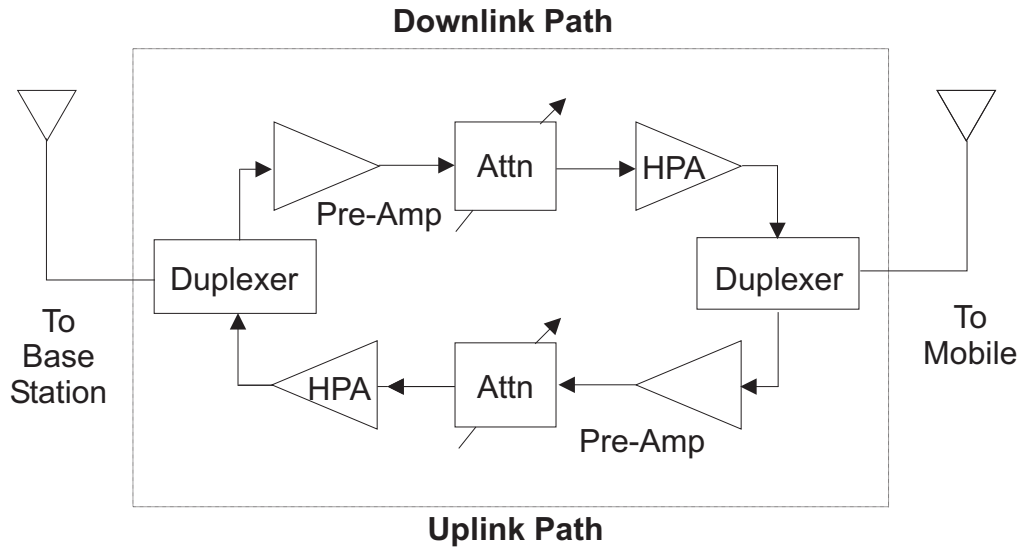 Downlink Path
Attn
HPA
Pre-Amp
Duplexer
Duplexer
To
Base
Station
To
Mobile
HPA
Attn
Pre-Amp
Uplink Path